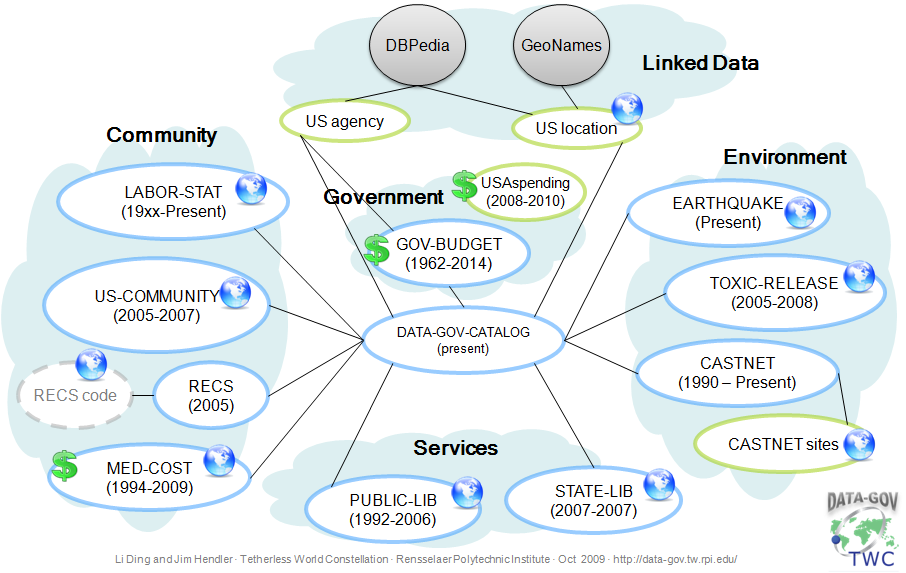 DBPedia
GeoNames
Linked Data
US agency
US location
Community
Environment
LABOR-STAT
(19xx-Present)
Government
$
USAspending
(2008-2010)
EARTHQUAKE
(Present)
$
GOV-BUDGET
(1962-2014)
US-COMMUNITY
(2005-2007)
TOXIC-RELEASE
(2005-2008)
DATA-GOV-CATALOG
(present)
RECS code
RECS
(2005)
CASTNET
(1990 – Present)
CASTNET sites
$
MED-COST
(1994-2009)
Services
PUBLIC-LIB
(1992-2006)
STATE-LIB
(2007-2007)
DATA-GOV
TWC
Li Ding and Jim Hendler · Tetherless World Constellation · Rensselaer Polytechnic Institute · Oct 2009 · http://data-gov.tw.rpi.edu/